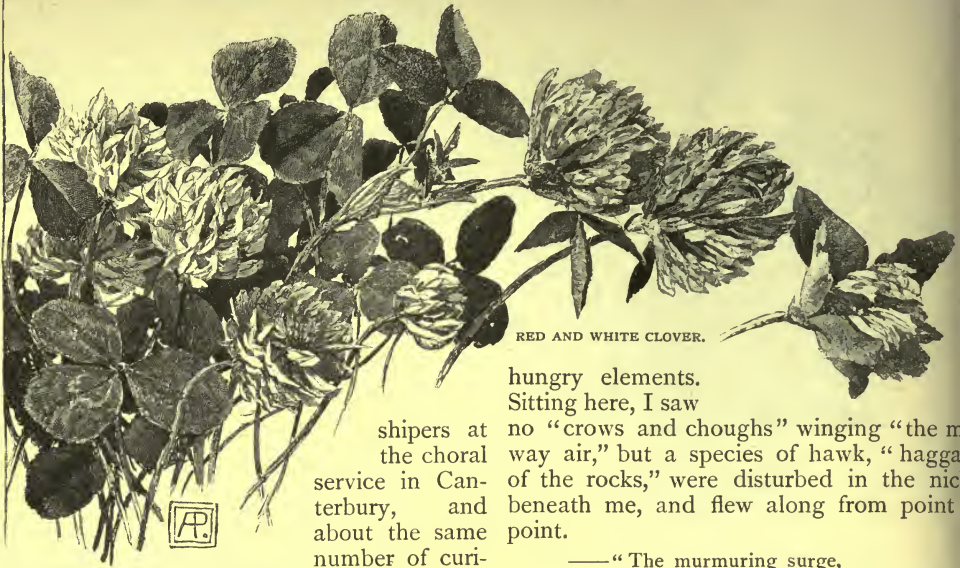 RED AND WHITE CLOVER.
shipers at
the choral
service in Can-
terbury, and
about the same
number of curi-
hungry elements.
Sitting here, I saw
no “crows and choughs” winging “the m
way air,” but a species of hawk, “hagga
of the rocks,” were disturbed in the nic
beneath me, and flew along from point
point.
——“The murmuring surge,
AP